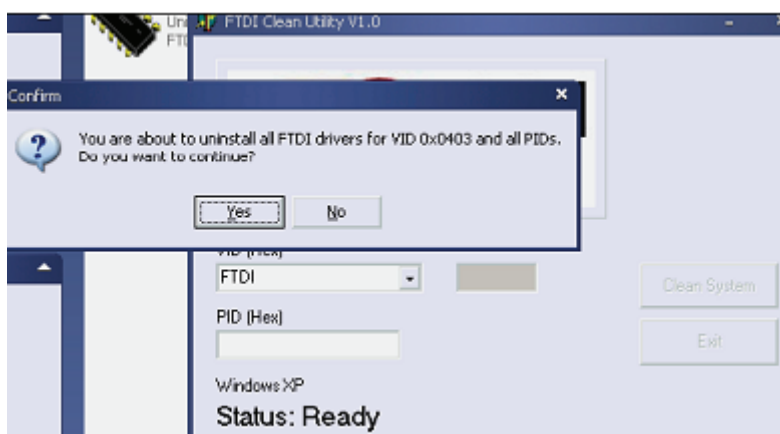 FTDI Clean Utility V1.0
Confirm
You are about to uninstall all FTDI drivers for VID 0x0403 and all PIDs.
Do you want to continue?
Yes
No
VID (Hex)
FTDI
Clean System
PID (Hex)
Exit
Windows XP
Status: Ready